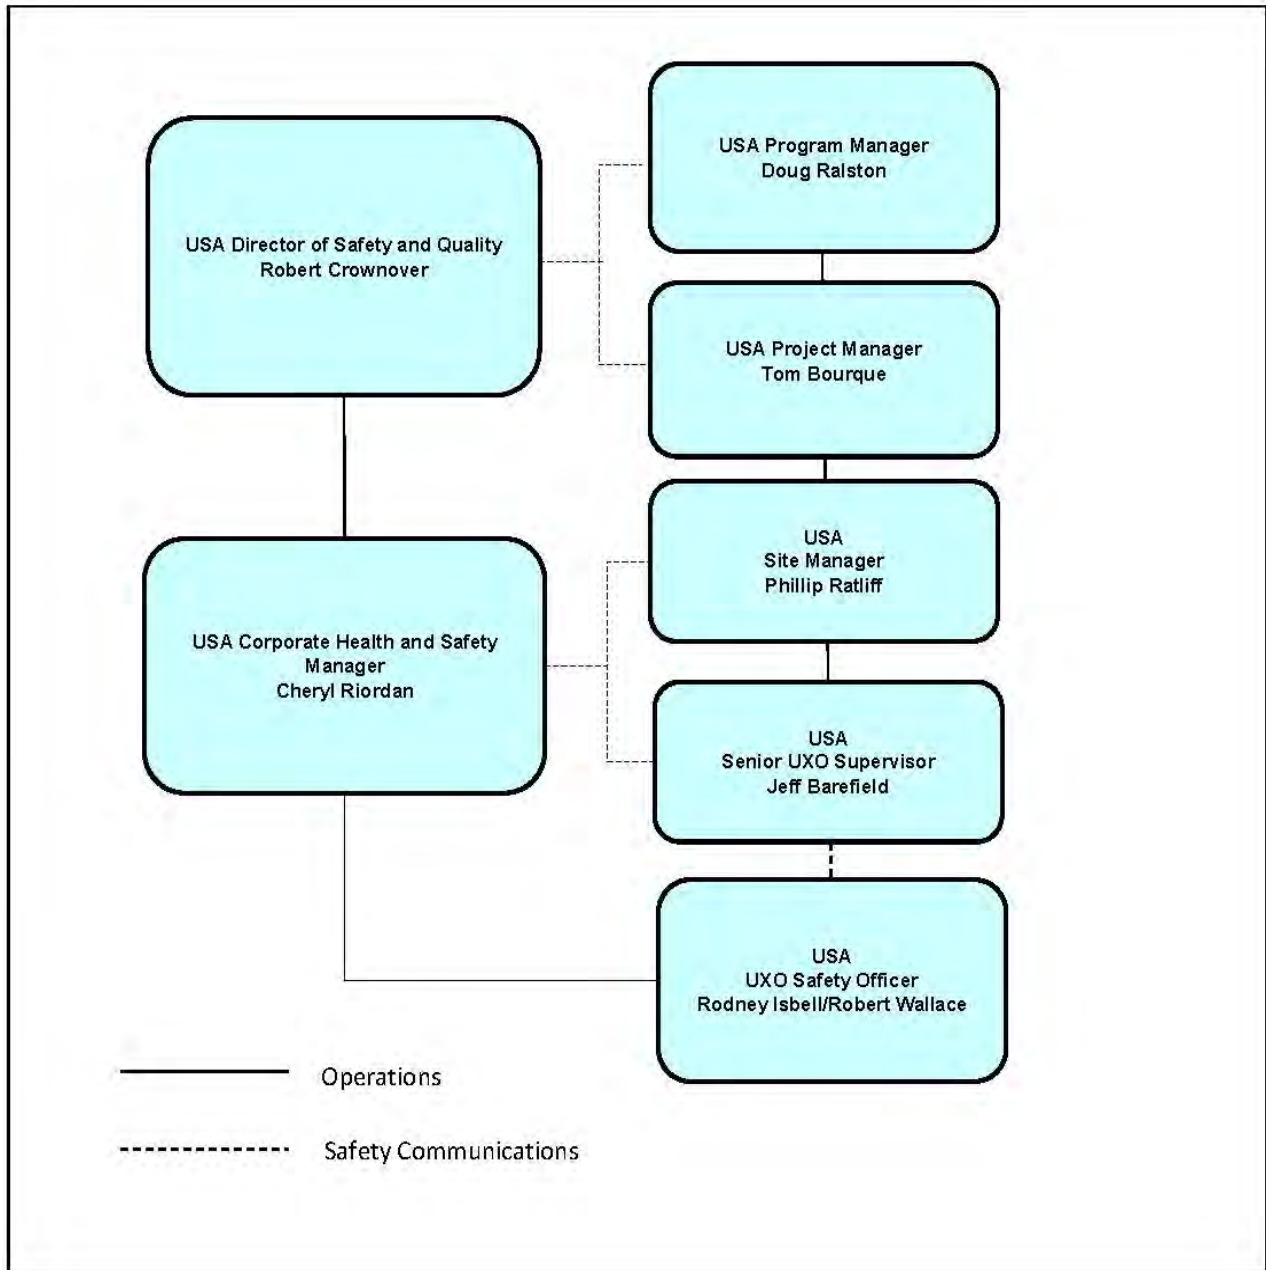 USA Program Manager
Doug Ralston
USA Director of Safety and Quality
Robert Crownover
USA Project Manager
Tom Bourque
USA
Site Manager
Phillip Ratliff
USA Corporate Health and Safety
Manager
Cheryl Riordan
USA
Senior UXO Supervisor
Jeff Barefield
USA
UXO Safety Officer
Rodney Isbell/Robert Wallace
Operations
Safety Communications